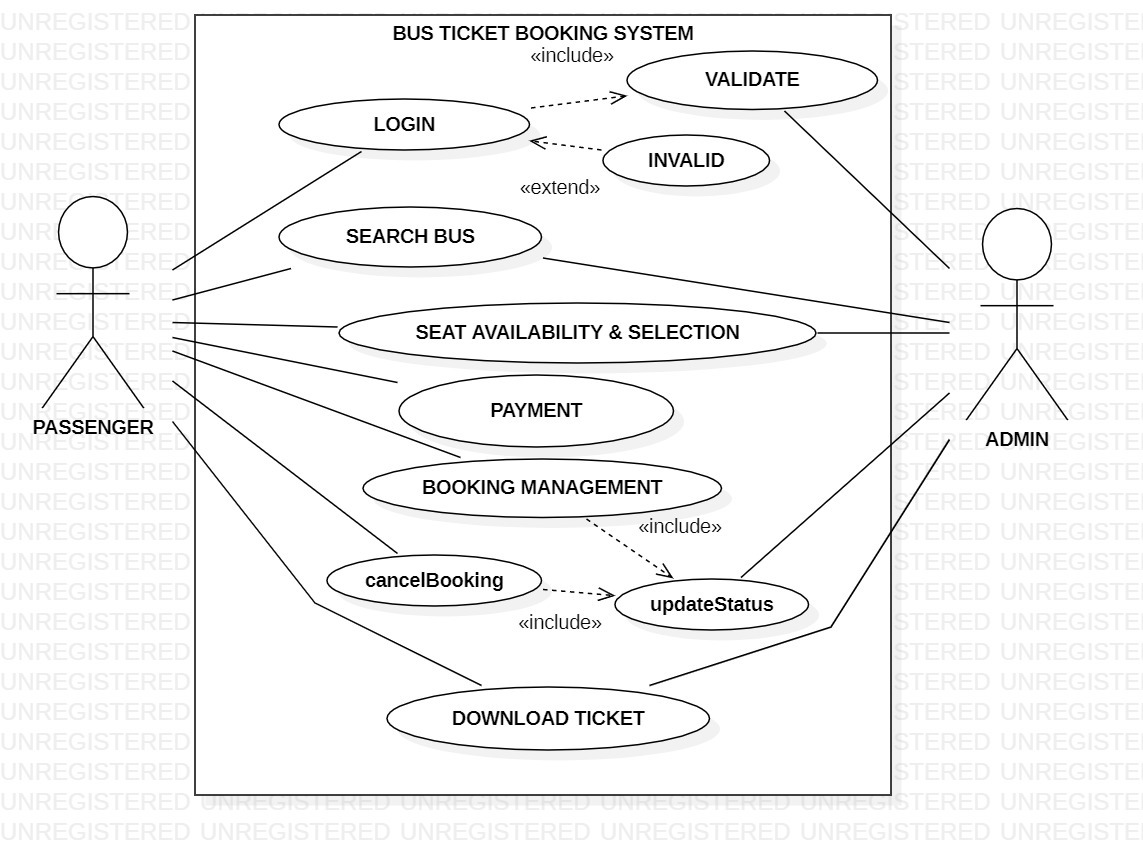 BUS TICKET BOOKING SYSTEM
«include»
VALIDATE
LOGIN
INVALID
«extend»
SEARCH BUS
SEAT AVAILABILITY & SELECTION
PAYMENT
PASSENGER
ADMIN
BOOKING MANAGEMENT
«include»
cancelBooking
updateStatus
«include»
DOWNLOAD TICKET
UNREGISTERED UNREGISTERED UNREGISTERED UNREGISTERED UNREGISTERED